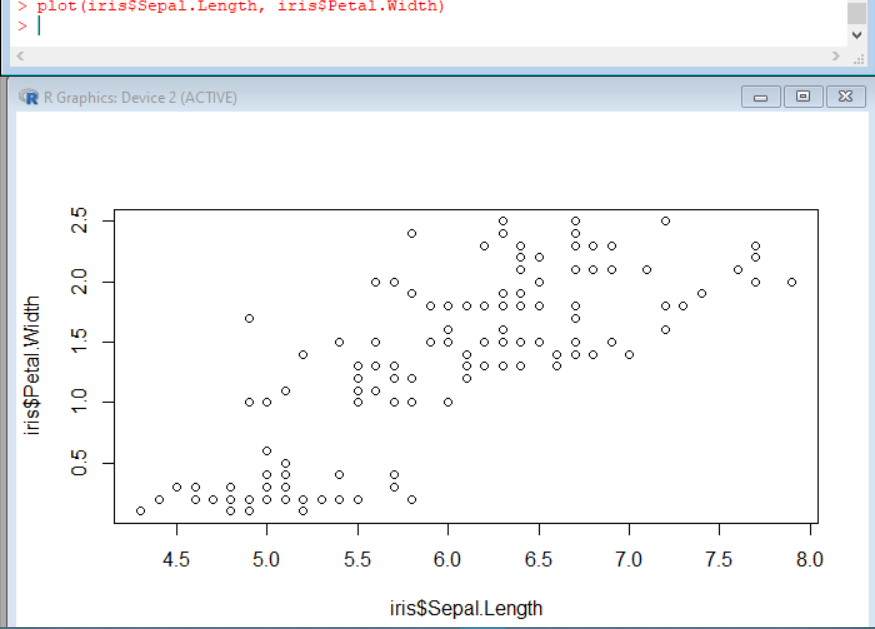 > plot(iris$Sepal.Length, iris$Petal.Width)
>
R R Graphics: Device 2 (ACTIVE)
2.5
2.0
1.5
1.0
0.5
iris$Petal.Width
4.5 5.0 5.5 6.0 6.5 7.0 7.5 8.0
iris$Sepal.Length